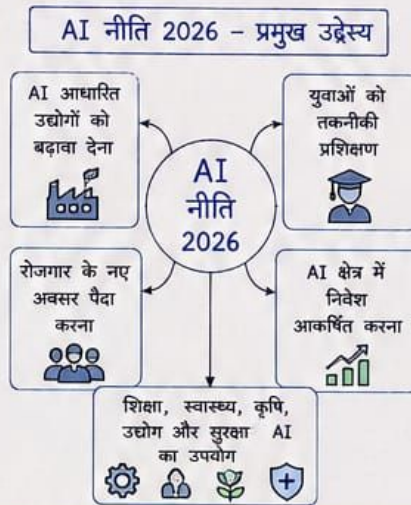 AI नीति 2026 – प्रमुख उद्देस्य
AI आधारित
उद्योगों को
बढ़ावा देना
युवाओं को
तकनीकी
प्रशिक्षण
AI
नीति
2026
रोजगार के नए
अवसर पैदा
करना
AI क्षेत्र में
निवेश
आकर्षित करना
शिक्षा, स्वास्थ्य, कृषि,
उद्योग और सुरक्षा AI
का उपयोग